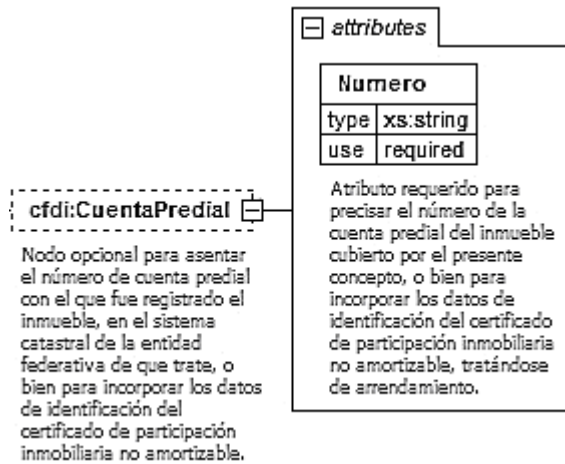 attributes
Numero
type xs:string
use required
Atributo requerido para
precisar el número de la
cuenta predial del inmueble
cubierto por el presente
concepto, o bien para
incorporar los datos de
identificación del certificado
de participación inmobiliaria
no amortizable, tratándose
de arrendamiento.
cfdi:CuentaPredial
Nodo opcional para asentar
el número de cuenta predial
con el que fue registrado el
inmueble, en el sistema
catastral de la entidad
federativa de que trate, o
bien para incorporar los datos
de identificación del
certificado de participación
inmobiliaria no amortizable.